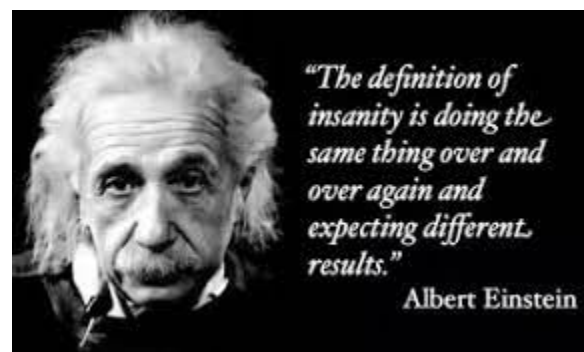 “The definition of
insanity is doing the
same thing over and
over again and
expecting different
results.”
Albert Einstein